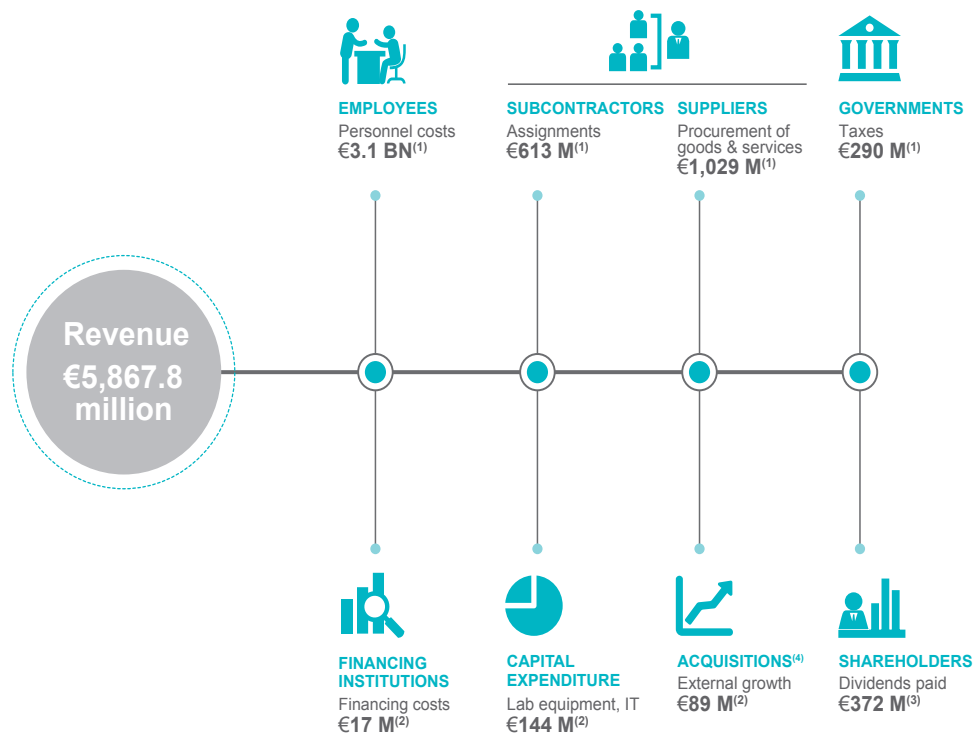 EMPLOYEES
Personnel costs
€3.1 BN(1)
SUBCONTRACTORS
Assignments
€613 M(1)
SUPPLIERS
Procurement of
goods & services
€1,029 M(1)
GOVERNMENTS
Taxes
€290 M(1)
Revenue
€5,867.8
million
FINANCING
INSTITUTIONS
Financing costs
€17 M(2)
CAPITAL
EXPENDITURE
Lab equipment, IT
€144 M(2)
ACQUISITIONS(4)
External growth
€89 M(2)
SHAREHOLDERS
Dividends paid
€372 M(3)